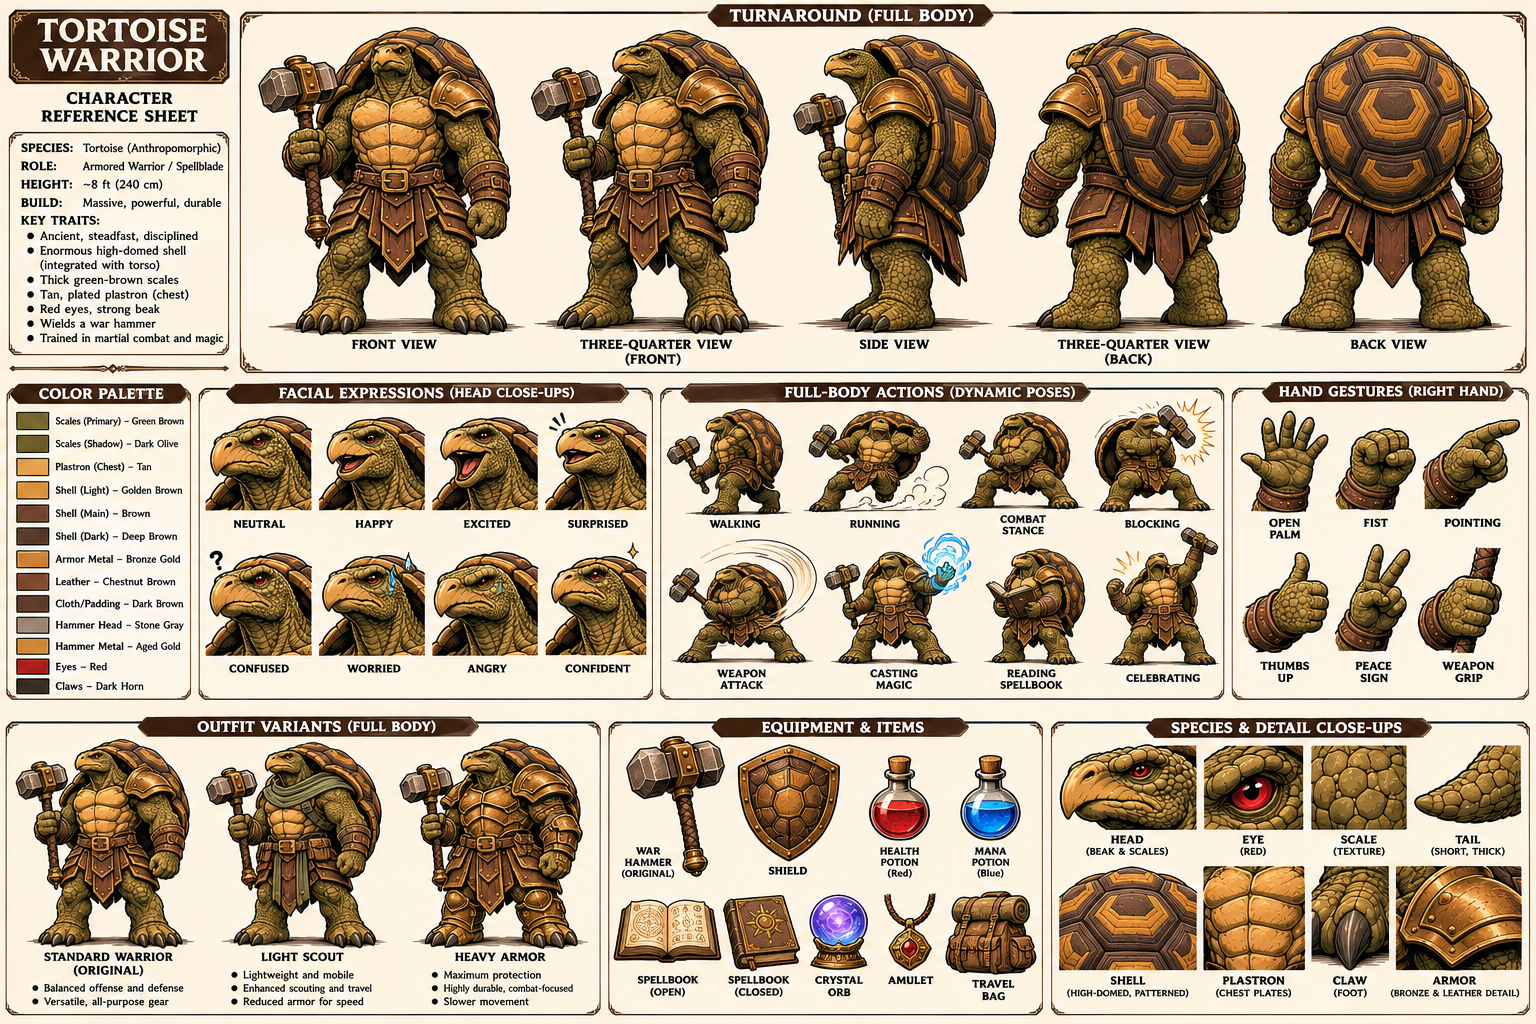 TORTOISE
WARRIOR
CHARACTER
REFERENCE SHEET
SPECIES: Tortoise (Anthropomorphic)
ROLE: Armored Warrior / Spellblade
HEIGHT: ~8 ft (240 cm)
BUILD: Massive, powerful, durable
KEY TRAITS:
● Ancient, steadfast, disciplined
● Enormous high-domed shell
(integrated with torso)
● Thick green-brown scales
● Tan, plated plastron (chest)
● Red eyes, strong beak
● Wields a war hammer
● Trained in martial combat and magic
TURNAROUND (FULL BODY)
FRONT VIEW
THREE-QUARTER VIEW
(FRONT)
SIDE VIEW
THREE-QUARTER VIEW
(BACK)
BACK VIEW
COLOR PALETTE
Scales (Primary) – Green Brown
Scales (Shadow) – Dark Olive
Plastron (Chest) – Tan
Shell (Light) – Golden Brown
Shell (Main) – Brown
Shell (Dark) – Deep Brown
Armor Metal – Bronze Gold
Leather – Chestnut Brown
Cloth/Padding – Dark Brown
Hammer Head – Stone Gray
Hammer Metal – Aged Gold
Eyes – Red
Claws – Dark Horn
FACIAL EXPRESSIONS (HEAD CLOSE-UPS)
NEUTRAL
HAPPY
EXCITED
SURPRISED
?
CONFUSED
WORRIED
ANGRY
CONFIDENT
FULL-BODY ACTIONS (DYNAMIC POSES)
WALKING
RUNNING
COMBAT
STANCE
BLOCKING
WEAPON
ATTACK
CASTING
MAGIC
READING
SPELLBOOK
CELEBRATING
HAND GESTURES (RIGHT HAND)
OPEN
PALM
FIST
POINTING
THUMBS
UP
PEACE
SIGN
WEAPON
GRIP
OUTFIT VARIANTS (FULL BODY)
STANDARD WARRIOR
(ORIGINAL)
● Balanced offense and defense
● Versatile, all-purpose gear
LIGHT SCOUT
● Lightweight and mobile
● Enhanced scouting and travel
● Reduced armor for speed
HEAVY ARMOR
● Maximum protection
● Highly durable, combat-focused
● Slower movement
EQUIPMENT & ITEMS
WAR
HAMMER
(ORIGINAL)
SHIELD
HEALTH
POTION
(Red)
MANA
POTION
(Blue)
SPELLBOOK
(OPEN)
SPELLBOOK
(CLOSED)
CRYSTAL
ORB
AMULET
TRAVEL
BAG
SPECIES & DETAIL CLOSE-UPS
HEAD
(BEAK & SCALES)
EYE
(RED)
SCALE
(TEXTURE)
TAIL
(SHORT, THICK)
SHELL
(HIGH-DOMED, PATTERNED)
PLASTRON
(CHEST PLATES)
CLAW
(FOOT)
ARMOR
(BRONZE & LEATHER DETAIL)